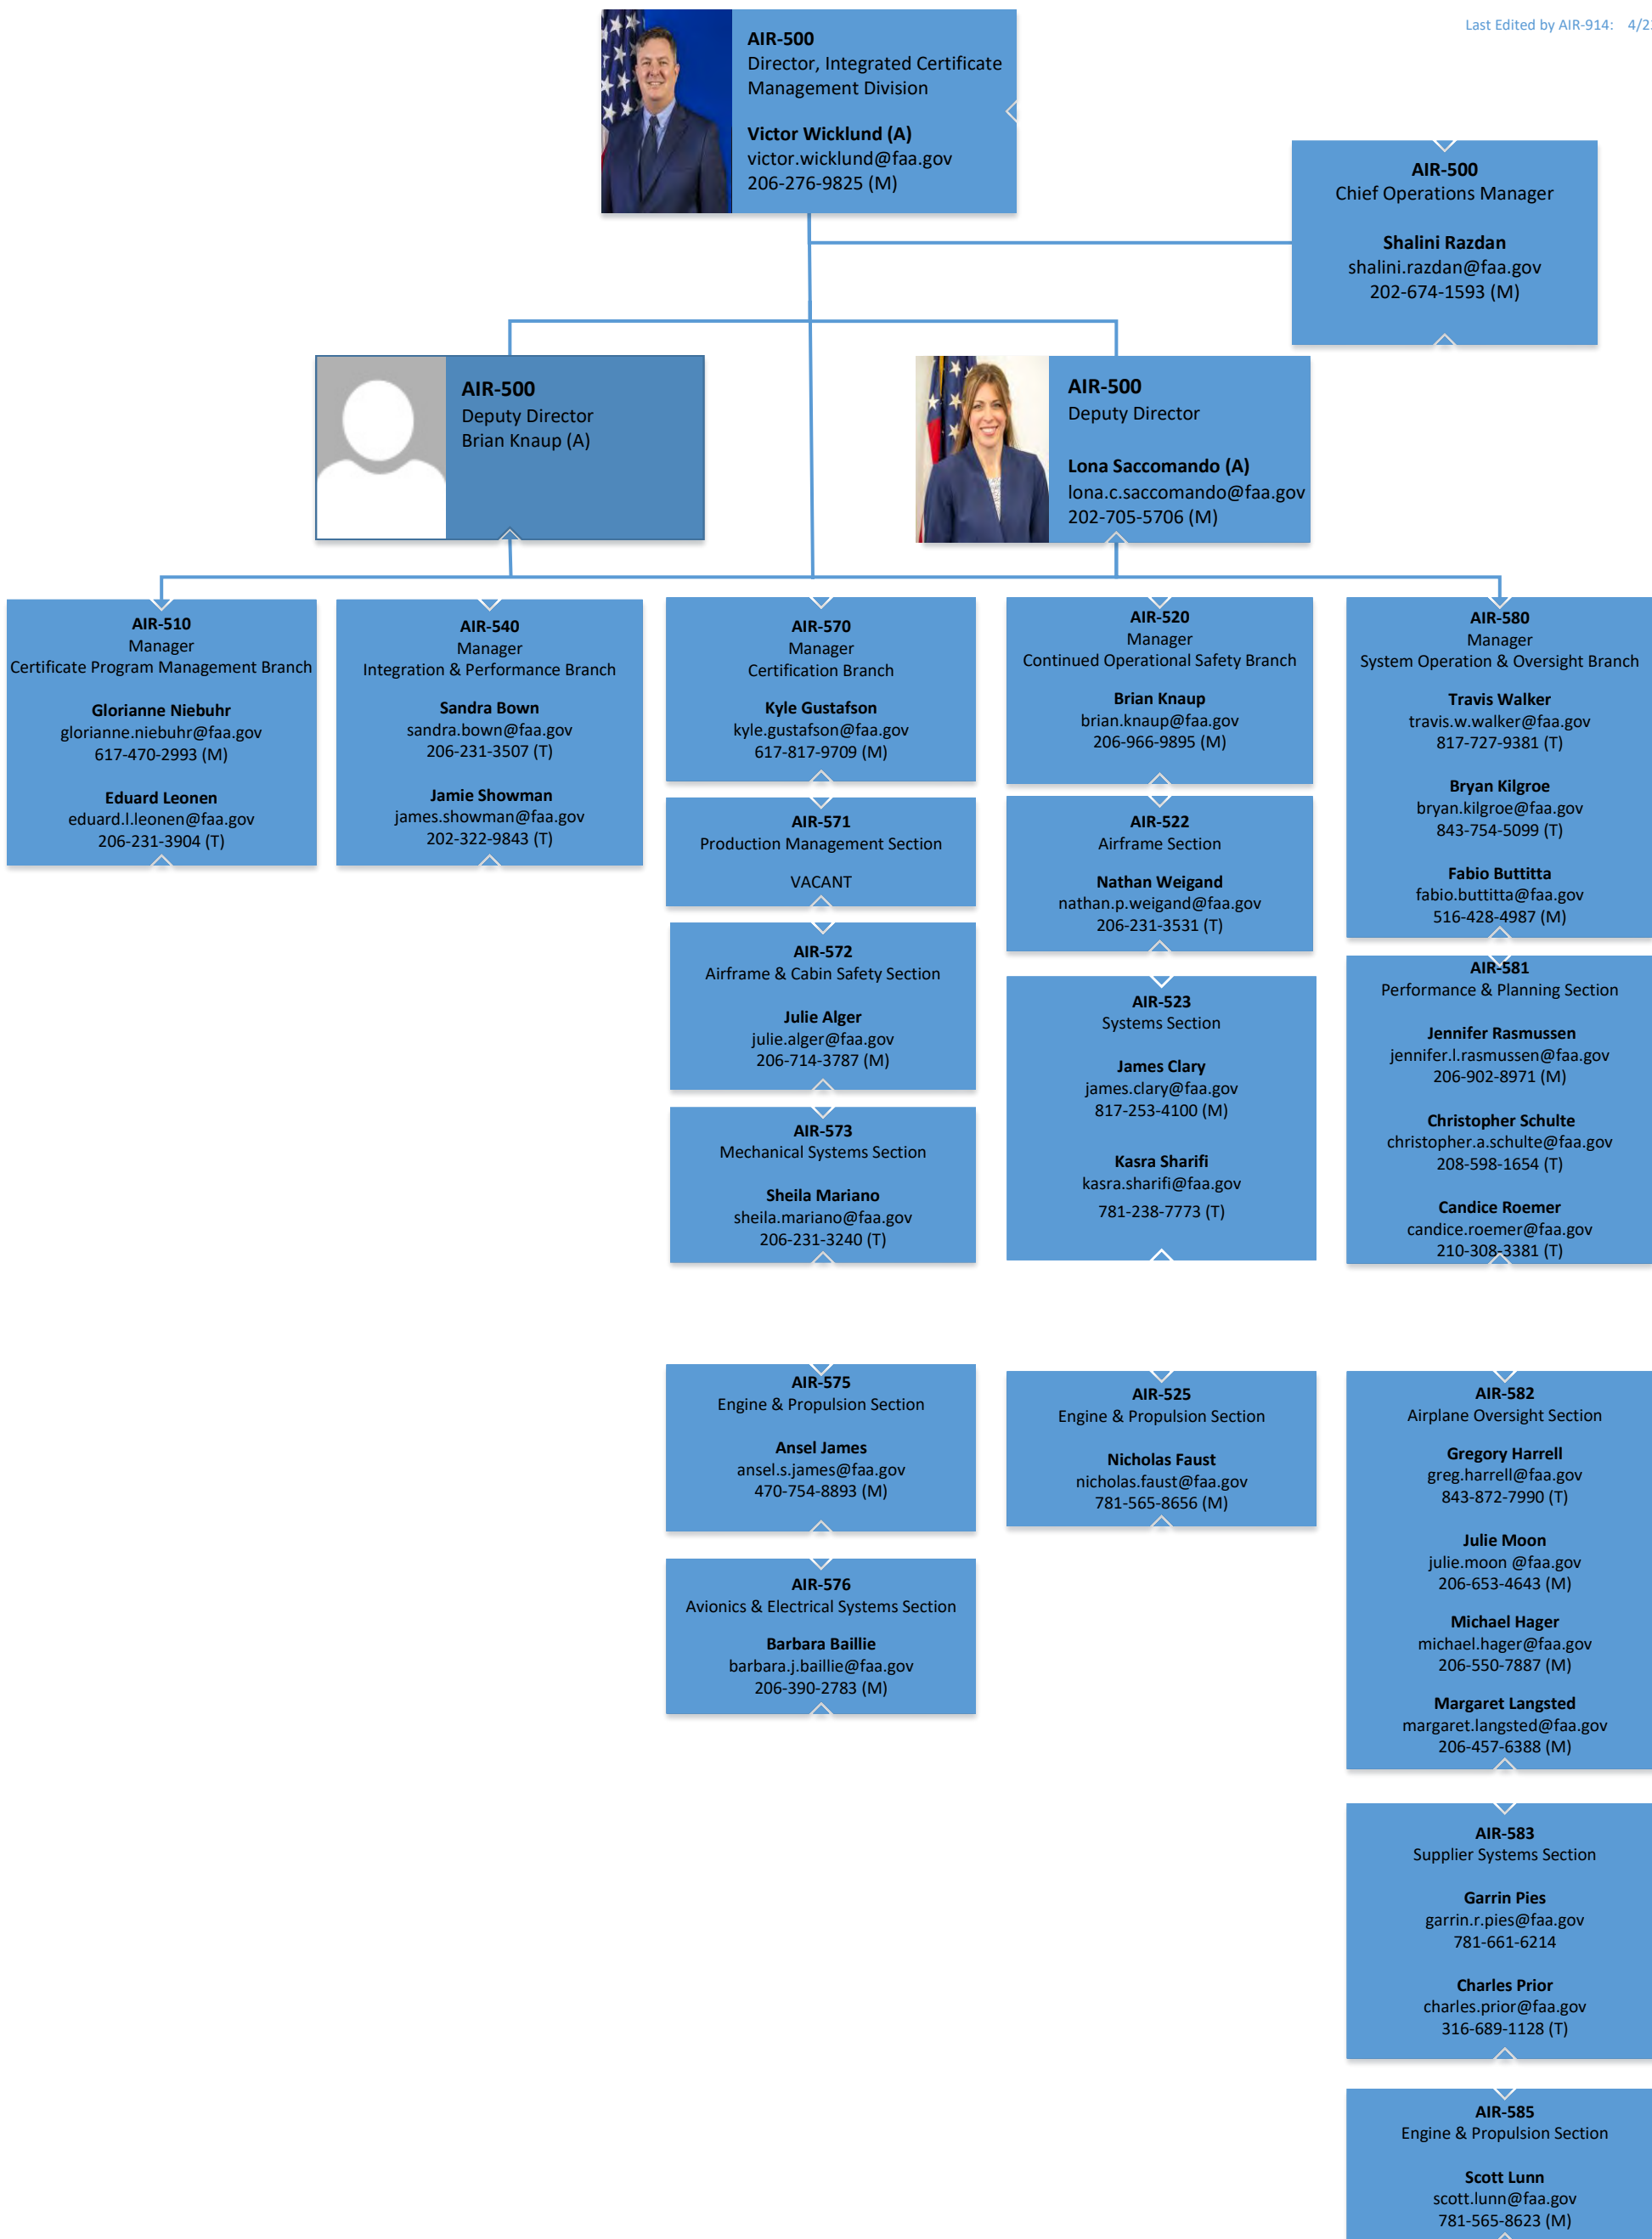 Last Edited by AIR-914: 4/2
AIR-500
Director, Integrated Certificate
Management Division
Victor Wicklund (A)
victor.wicklund@faa.gov
206-276-9825 (M)
AIR-500
Chief Operations Manager
Shalini Razdan
shalini.razdan@faa.gov
202-674-1593 (M)
AIR-500
Deputy Director
Brian Knaup (A)
AIR-500
Deputy Director
Lona Saccomando (A)
lona.c.saccomando@faa.gov
202-705-5706 (M)
AIR-510
Manager
Certificate Program Management Branch
Glorianne Niebuhr
glorianne.niebuhr@faa.gov
617-470-2993 (M)
Eduard Leonen
eduard.l.leonen@faa.gov
206-231-3904 (T)
AIR-540
Manager
Integration & Performance Branch
Sandra Bown
sandra.bown@faa.gov
206-231-3507 (T)
Jamie Showman
james.showman@faa.gov
202-322-9843 (T)
AIR-570
Manager
Certification Branch
Kyle Gustafson
kyle.gustafson@faa.gov
617-817-9709 (M)
AIR-571
Production Management Section
VACANT
AIR-572
Airframe & Cabin Safety Section
Julie Alger
julie.alger@faa.gov
206-714-3787 (M)
AIR-573
Mechanical Systems Section
Sheila Mariano
sheila.mariano@faa.gov
206-231-3240 (T)
AIR-575
Engine & Propulsion Section
Ansel James
ansel.s.james@faa.gov
470-754-8893 (M)
AIR-576
Avionics & Electrical Systems Section
Barbara Baillie
barbara.j.baillie@faa.gov
206-390-2783 (M)
AIR-520
Manager
Continued Operational Safety Branch
Brian Knaup
brian.knaup@faa.gov
206-966-9895 (M)
AIR-522
Airframe Section
Nathan Weigand
nathan.p.weigand@faa.gov
206-231-3531 (T)
AIR-523
Systems Section
James Clary
james.clary@faa.gov
817-253-4100 (M)
Kasra Sharifi
kasra.sharifi@faa.gov
781-238-7773 (T)
AIR-525
Engine & Propulsion Section
Nicholas Faust
nicholas.faust@faa.gov
781-565-8656 (M)
AIR-580
Manager
System Operation & Oversight Branch
Travis Walker
travis.w.walker@faa.gov
817-727-9381 (T)
Bryan Kilgroe
bryan.kilgroe@faa.gov
843-754-5099 (T)
Fabio Buttitta
fabio.buttitta@faa.gov
516-428-4987 (M)
AIR-581
Performance & Planning Section
Jennifer Rasmussen
jennifer.l.rasmussen@faa.gov
206-902-8971 (M)
Christopher Schulte
christopher.a.schulte@faa.gov
208-598-1654 (T)
Candice Roemer
candice.roemer@faa.gov
210-308-3381 (T)
AIR-582
Airplane Oversight Section
Gregory Harrell
greg.harrell@faa.gov
843-872-7990 (T)
Julie Moon
julie.moon @faa.gov
206-653-4643 (M)
Michael Hager
michael.hager@faa.gov
206-550-7887 (M)
Margaret Langsted
margaret.langsted@faa.gov
206-457-6388 (M)
AIR-583
Supplier Systems Section
Garrin Pies
garrin.r.pies@faa.gov
781-661-6214
Charles Prior
charles.prior@faa.gov
316-689-1128 (T)
AIR-585
Engine & Propulsion Section
Scott Lunn
scott.lunn@faa.gov
781-565-8623 (M)